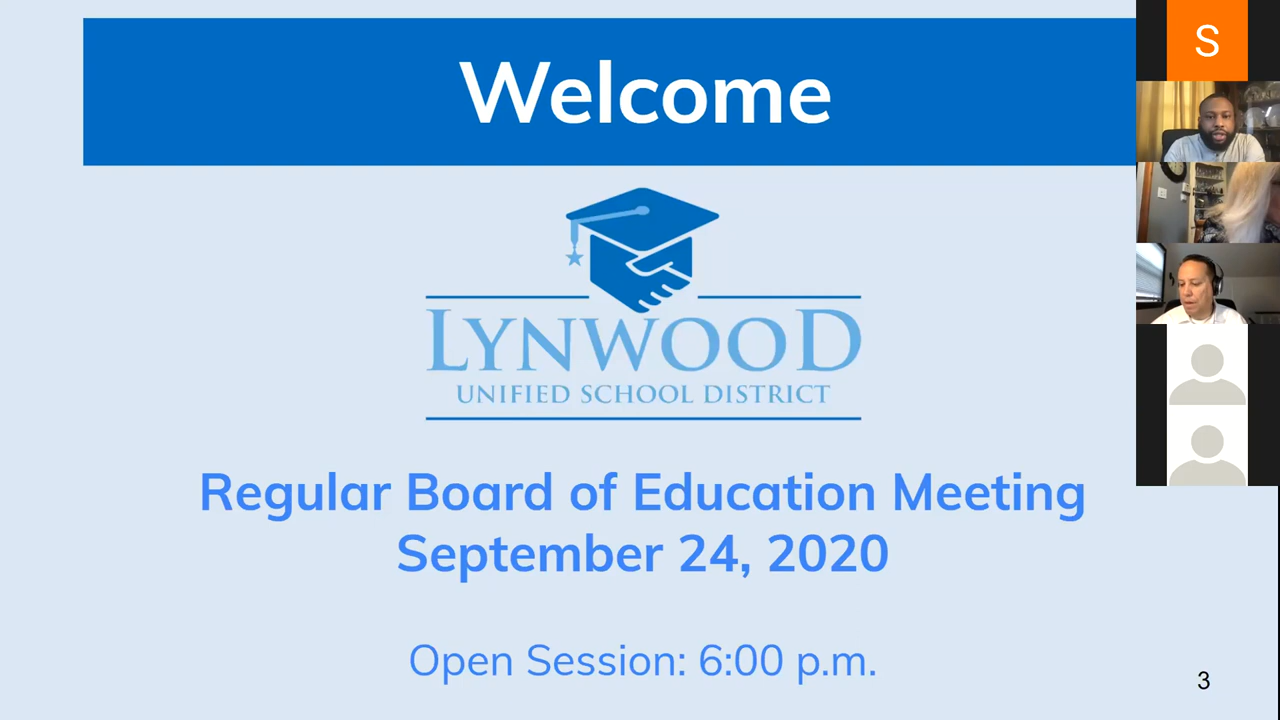 Welcome
S
LYNWOOD
UNIFIED SCHOOL DISTRICT
Regular Board of Education Meeting
September 24, 2020
Open Session: 6:00 p.m.
3